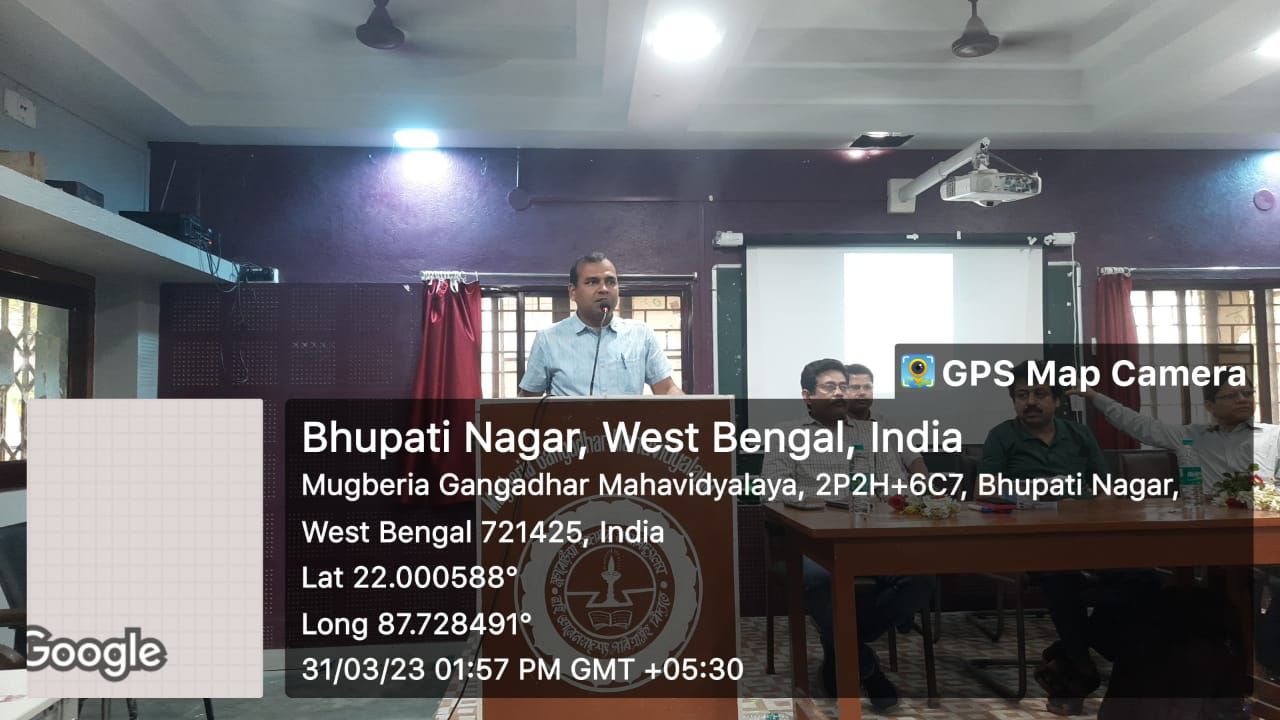 GPS Map Camera
Bhupati Nagar, West Bengal, India
Mugberia Gangadhar Mahavidyalaya, 2P2H+6C7, Bhupati Nagar,
West Bengal 721425, India
Lat 22.000588°
Long 87.728491°
31/03/23 01:57 PM GMT +05:30
Google